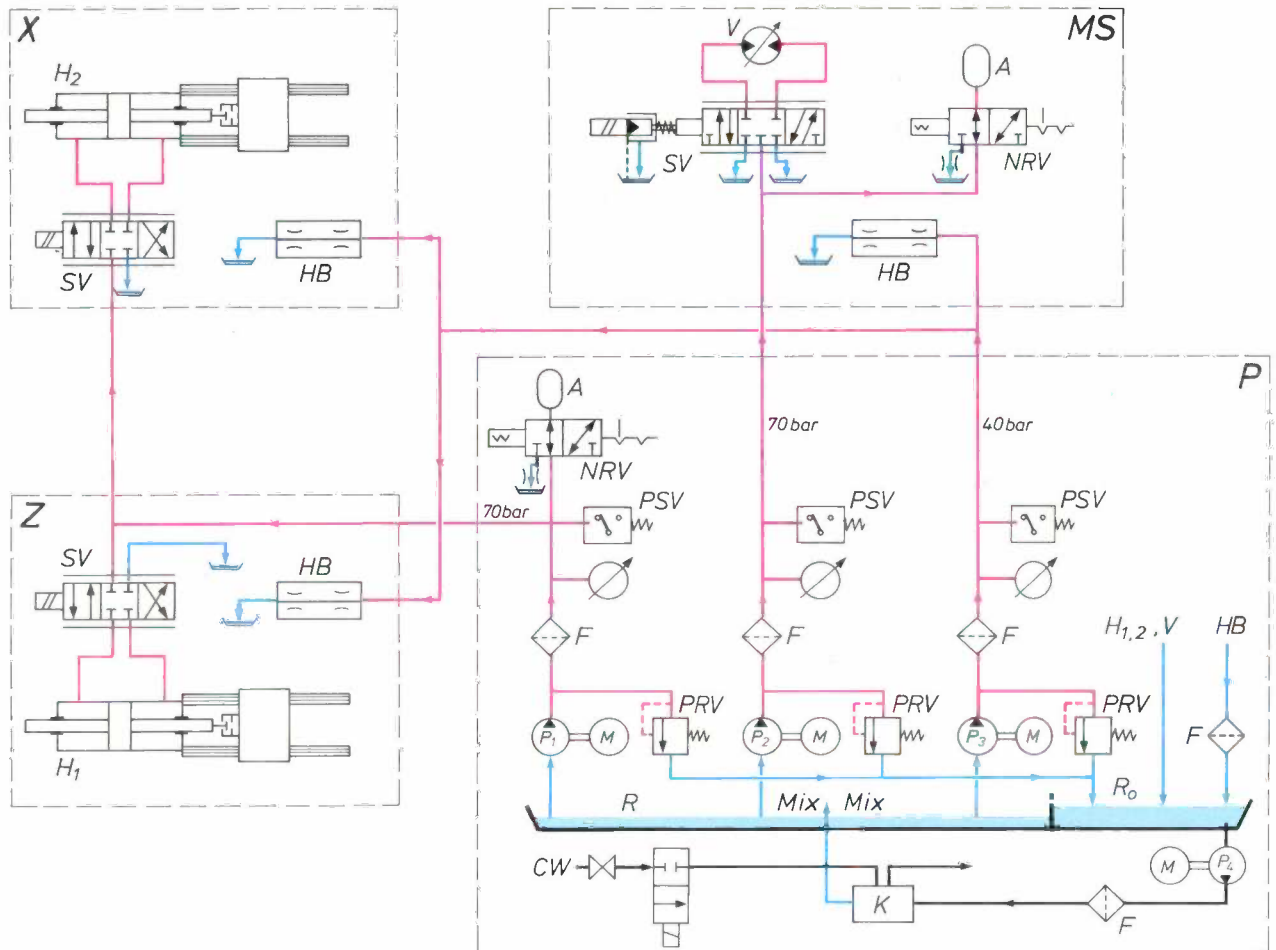 X
H2
SV
HB
MS
V
A
SV
NRV
HB
P
A
NRV
70 bar
40 bar
70bar
PSV
PSV
PSV
Z
SV
HB
H1
F
F
F
H1,2 , V
HB
PRV
PRV
PRV
F
P1
M
P2
M
P3
M
R
Mix
Mix
Ro
CW
K
F
M
P4